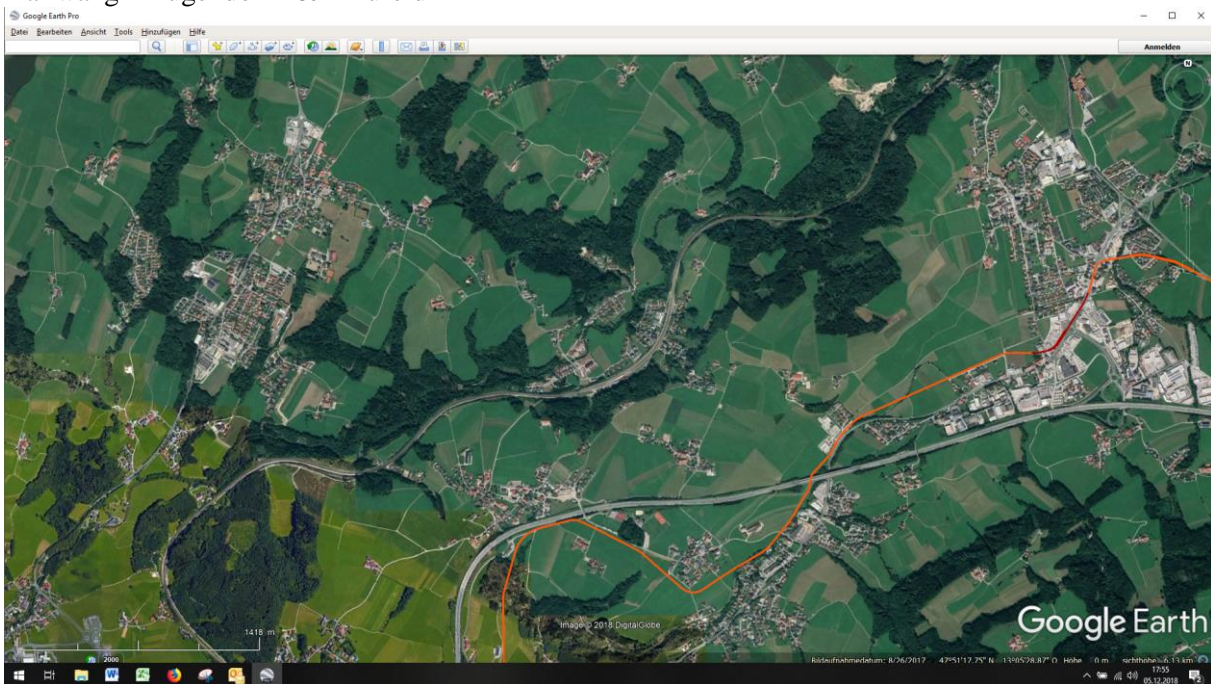 Google Earth Pro
Datei Bearbeiten Ansicht Tools Hinzufügen Hilfe
Anmelden
N
1418 m
Image © 2018 DigitalGlobe
Google Earth
2000
Bildaufnahmedatum: 8/26/2017 47°51'17.75" N 13°05'28.87" O Höhe 0 m sichthöhe 6.13 km
17:55
05.12.2018